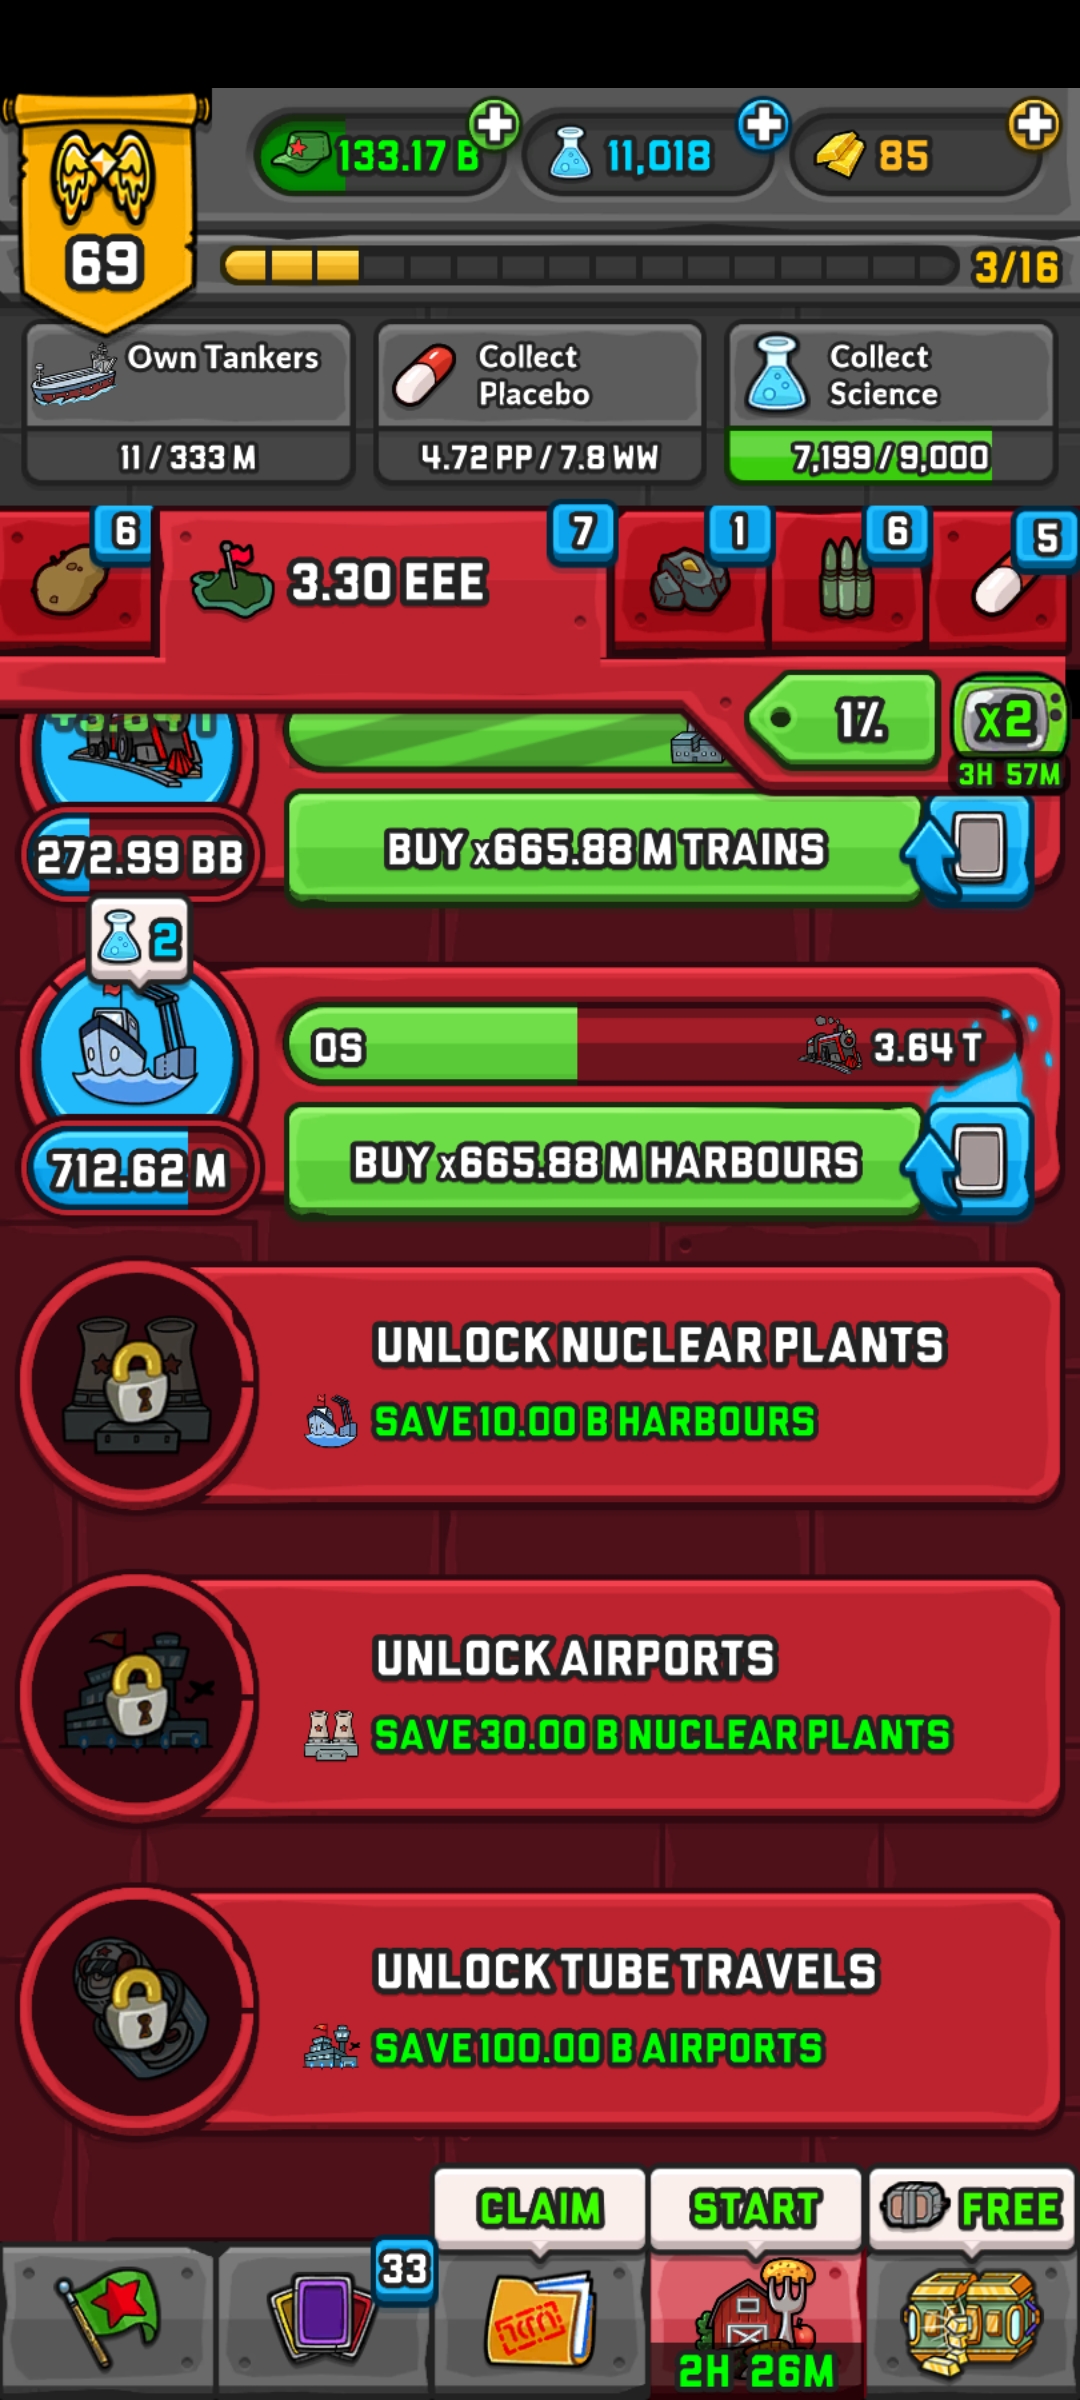 133.17 B
11,018
85
69
3/16
Own Tankers
11 / 333 M
Collect
Placebo
4.72 PP / 7.8 WW
Collect
Science
7,199 / 9,000
6
3.30 EEE
7
1
6
5
1%
x2
3H 57M
272.99 BB
BUY x665.88 M TRAINS
2
0S
3.64 T
712.62 M
BUY x665.88 M HARBOURS
UNLOCK NUCLEAR PLANTS
SAVE 10.00 B HARBOURS
UNLOCK AIRPORTS
SAVE 30.00 B NUCLEAR PLANTS
UNLOCK TUBE TRAVELS
SAVE 100.00 B AIRPORTS
CLAIM
START
FREE
33
2H 26M